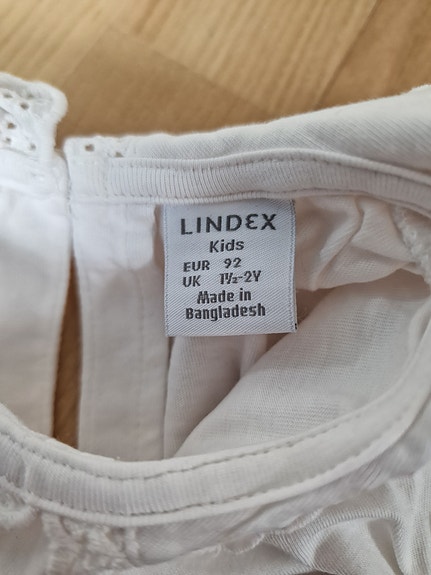 LINDEX
Kids
EUR 92
UK 1½-2Y
Made in
Bangladesh